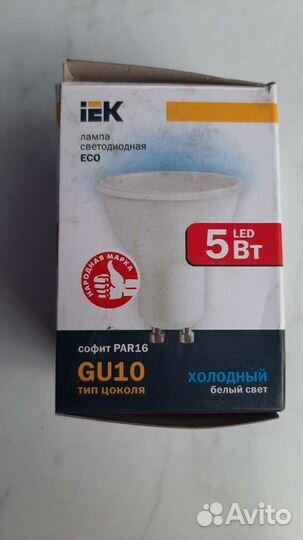 iEK
лампа
светодиодная
ECO
НАРОДНАЯ МАРКА
5 LED
Вт
софит PAR16
GU10
тип цоколя
ХОЛОДНЫЙ
белый свет
Avito